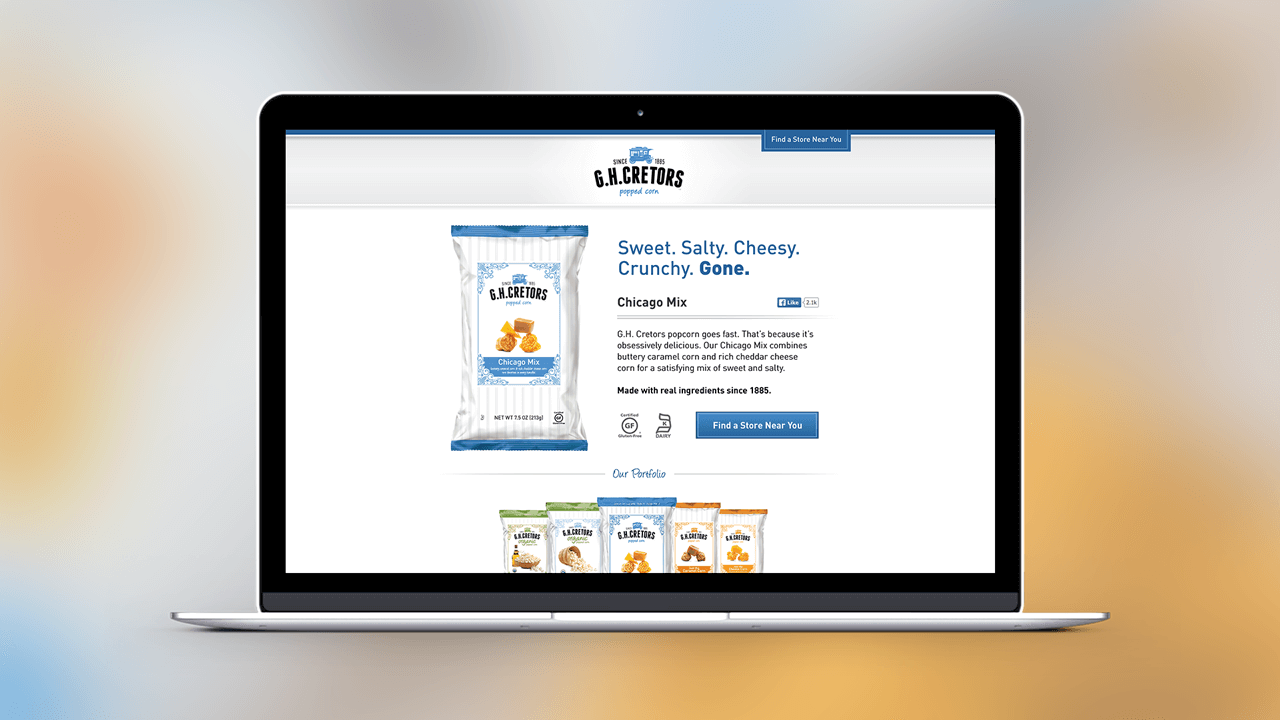 Find a Store Near You
SINCE 1885
G.H.CRETORS
popped corn
SINCE 1885
G.H.CRETORS
popped corn
Chicago Mix
NET WT 7.5 OZ (213g)
GF
Sweet. Salty. Cheesy.
Crunchy. Gone.
Chicago Mix
Like 2.1k
G.H. Cretors popcorn goes fast. That's because it's
obsessively delicious. Our Chicago Mix combines
buttery caramel corn and rich cheddar cheese
corn for a satisfying mix of sweet and salty.
Made with real ingredients since 1885.
Certified
GF
Gluten-Free
K
DAIRY
Find a Store Near You
Our Portfolio
G.H.CRETORS
organic
G.H.CRETORS
organic
G.H.CRETORS
popped corn
G.H.CRETORS
G.H.CRETORS